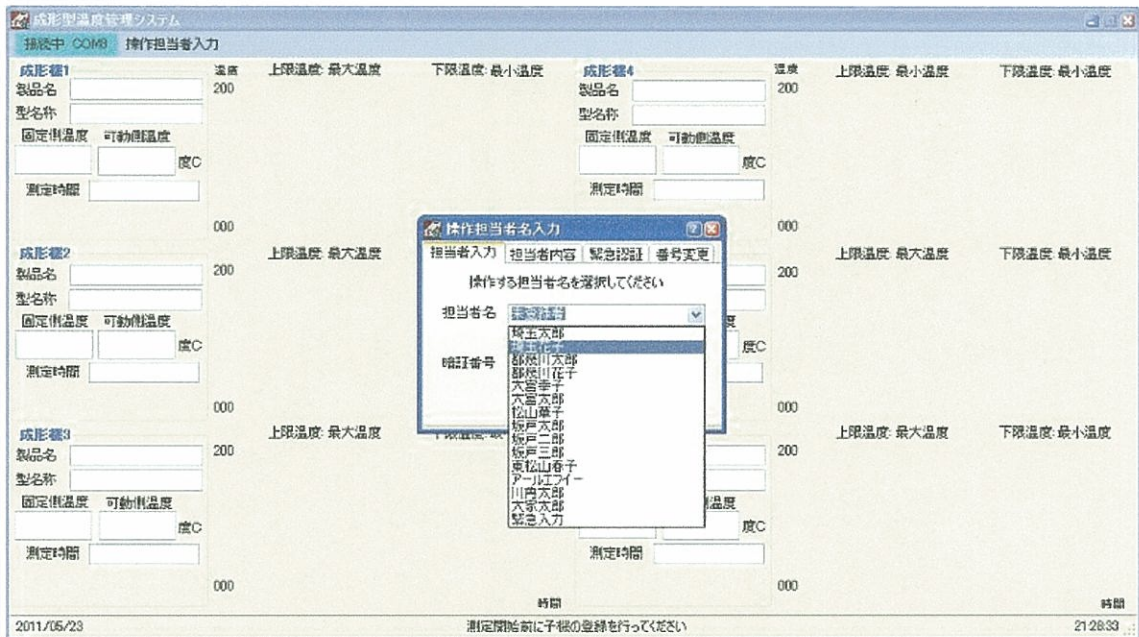 成形型温度管理システム
接続中 COM8 操作担当者入力
成形機1
製品名
型名称
固定側温度 可動側温度
度C
測定時間
温度
200
000
上限温度: 最大温度
下限温度: 最小温度
成形機4
製品名
型名称
固定側温度 可動側温度
度C
測定時間
温度
200
000
上限温度: 最小温度
下限温度: 最小温度
成形機2
製品名
型名称
固定側温度 可動側温度
度C
測定時間
200
000
上限温度: 最大温度
200
度C
000
上限温度: 最大温度
下限温度: 最小温度
成形機3
製品名
型名称
固定側温度 可動側温度
度C
測定時間
200
000
上限温度: 最大温度
時間
200
度C
測定時間
000
上限温度: 最大温度
下限温度: 最小温度
時間
操作担当者名入力
担当者入力 担当者内容 緊急認証 番号変更
操作する担当者名を選択してください
担当者名
暗証番号
埼玉太郎
埼玉花子
都幾川太郎
都幾川花子
大宮幸子
大宮太郎
松山葉子
坂戸太郎
坂戸二郎
坂戸三郎
東松山春子
アールエフイー
川角太郎
大家太郎
緊急入力
2011/05/23
測定開始前に子機の登録を行ってください
21:28:33